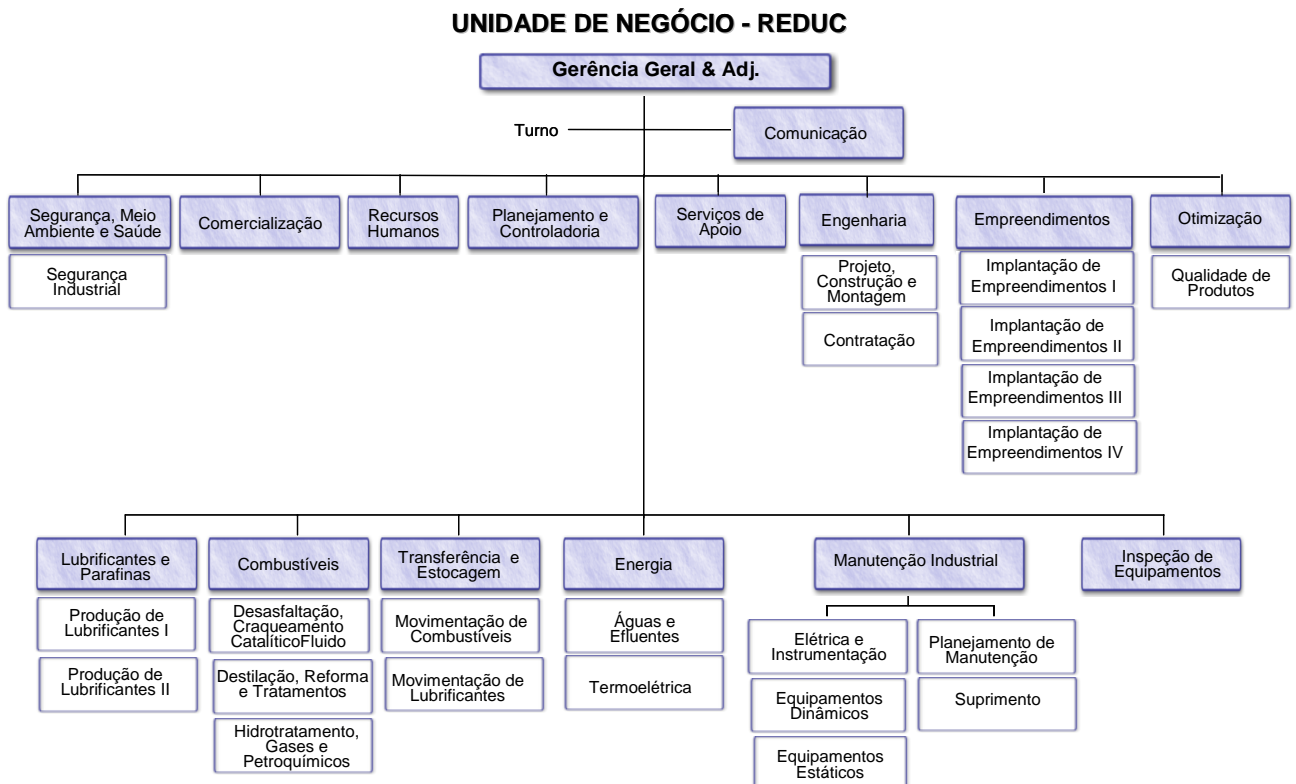 UNIDADE DE NEGÓCIO - REDUC
Gerência Geral & Adj.
Turno
Comunicação
Segurança, Meio
Ambiente e Saúde
Comercialização
Recursos
Humanos
Planejamento e
Controladoria
Serviços de
Apoio
Engenharia
Empreendimentos
Otimização
Segurança
Industrial
Projeto,
Construção e
Montagem
Contratação
Implantação de
Empreendimentos I
Implantação de
Empreendimentos II
Implantação de
Empreendimentos III
Implantação de
Empreendimentos IV
Qualidade de
Produtos
Lubrificantes e
Parafinas
Combustíveis
Transferência e
Estocagem
Energia
Manutenção Industrial
Inspeção de
Equipamentos
Produção de
Lubrificantes I
Produção de
Lubrificantes II
Desasfaltação,
Craqueamento
CatalíticoFluido
Destilação, Reforma
e Tratamentos
Hidrotratamento,
Gases e
Petroquímicos
Movimentação de
Combustíveis
Movimentação de
Lubrificantes
Águas e
Efluentes
Termoelétrica
Elétrica e
Instrumentação
Equipamentos
Dinâmicos
Equipamentos
Estáticos
Planejamento de
Manutenção
Suprimento